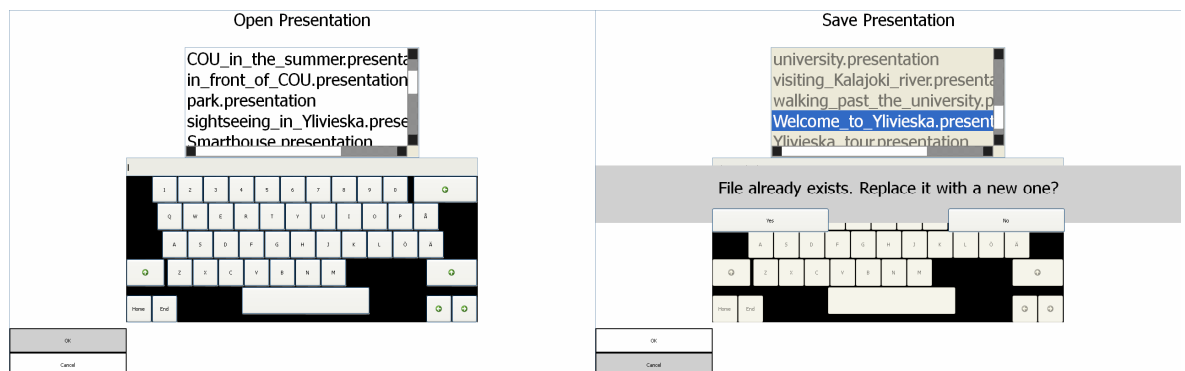 Open Presentation
COU_in_the_summer.presenta
in_front_of_COU.presentation
park.presentation
sightseeing_in_Ylivieska.prese
Smarthouse.presentation
1 2 3 4 5 6 7 8 9 0
Q W E R T Y U I O P Å
A S D F G H J K L Ö Ä
Z X C V B N M
Home End
OK
Cancel
Save Presentation
university.presentation
visiting_Kalajoki_river.presenta
walking_past_the_university.p
Welcome_to_Ylivieska.present
Ylivieska_tour.presentation
File already exists. Replace it with a new one?
Yes No
A S D F G H J K L Ö Ä
Z X C V B N M
Home End
OK
Cancel